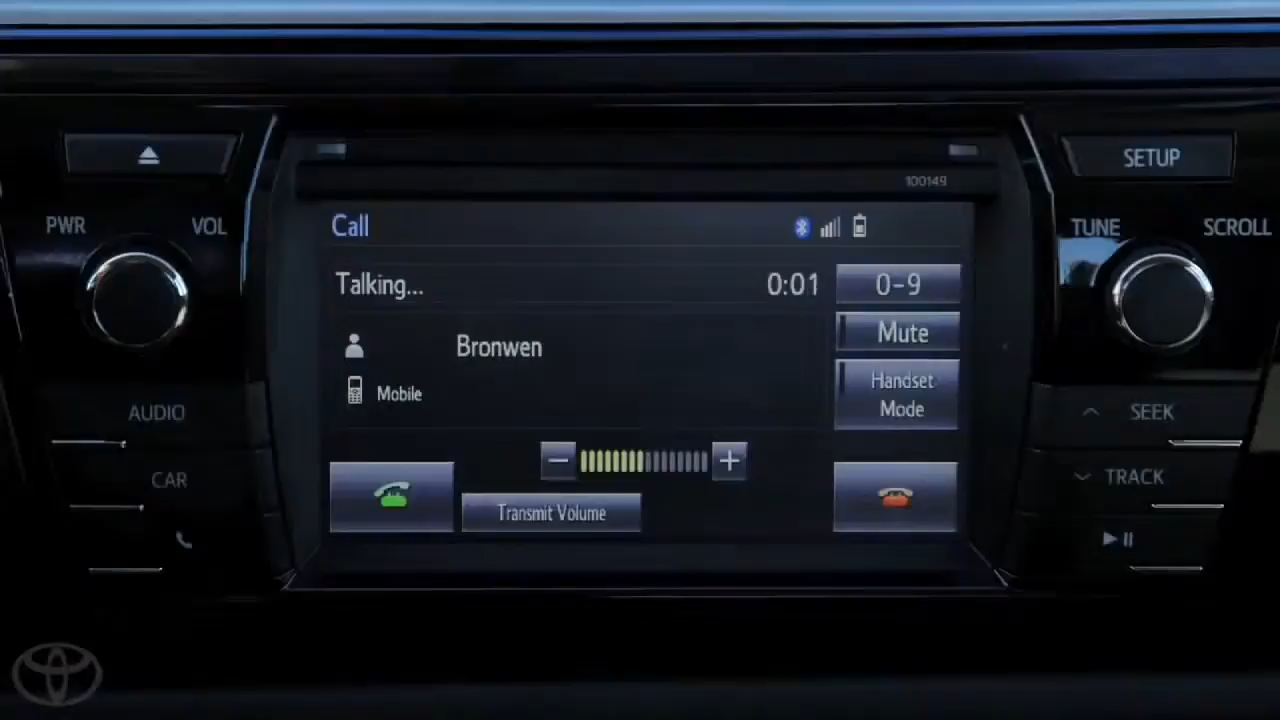 SETUP
100149
PWR
VOL
Call
TUNE
SCROLL
Talking...
0:01
0-9
Mute
Bronwen
Handset
Mode
Mobile
AUDIO
SEEK
CAR
TRACK
Transmit Volume